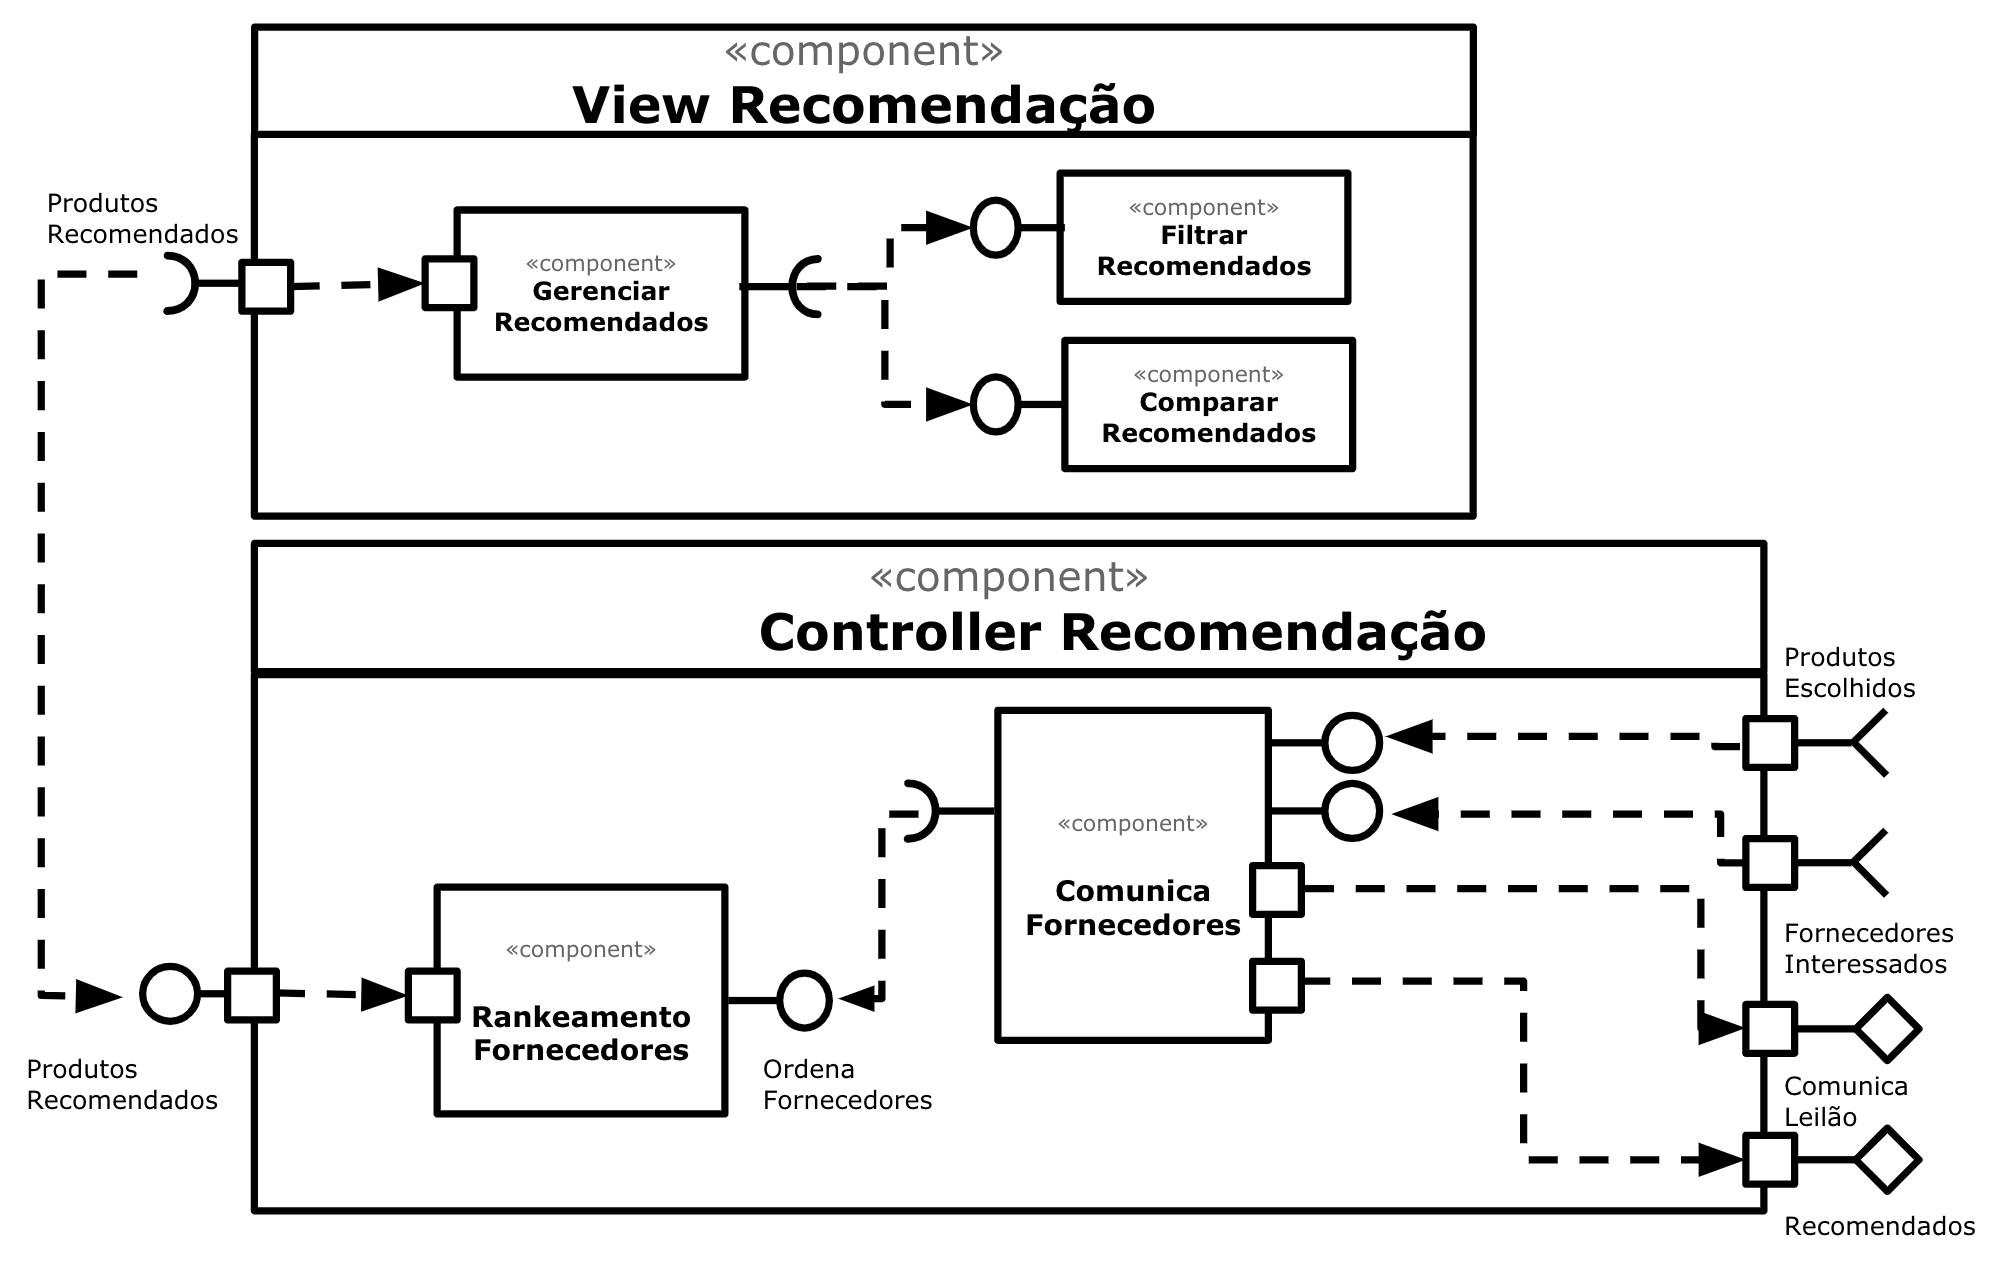 «component»
View Recomendação
Produtos
Recomendados
«component»
Gerenciar
Recomendados
«component»
Filtrar
Recomendados
«component»
Comparar
Recomendados
«component»
Controller Recomendação
Produtos
Escolhidos
«component»
Comunica
Fornecedores
Fornecedores
Interessados
«component»
Rankeamento
Fornecedores
Produtos
Recomendados
Ordena
Fornecedores
Comunica
Leilão
Recomendados